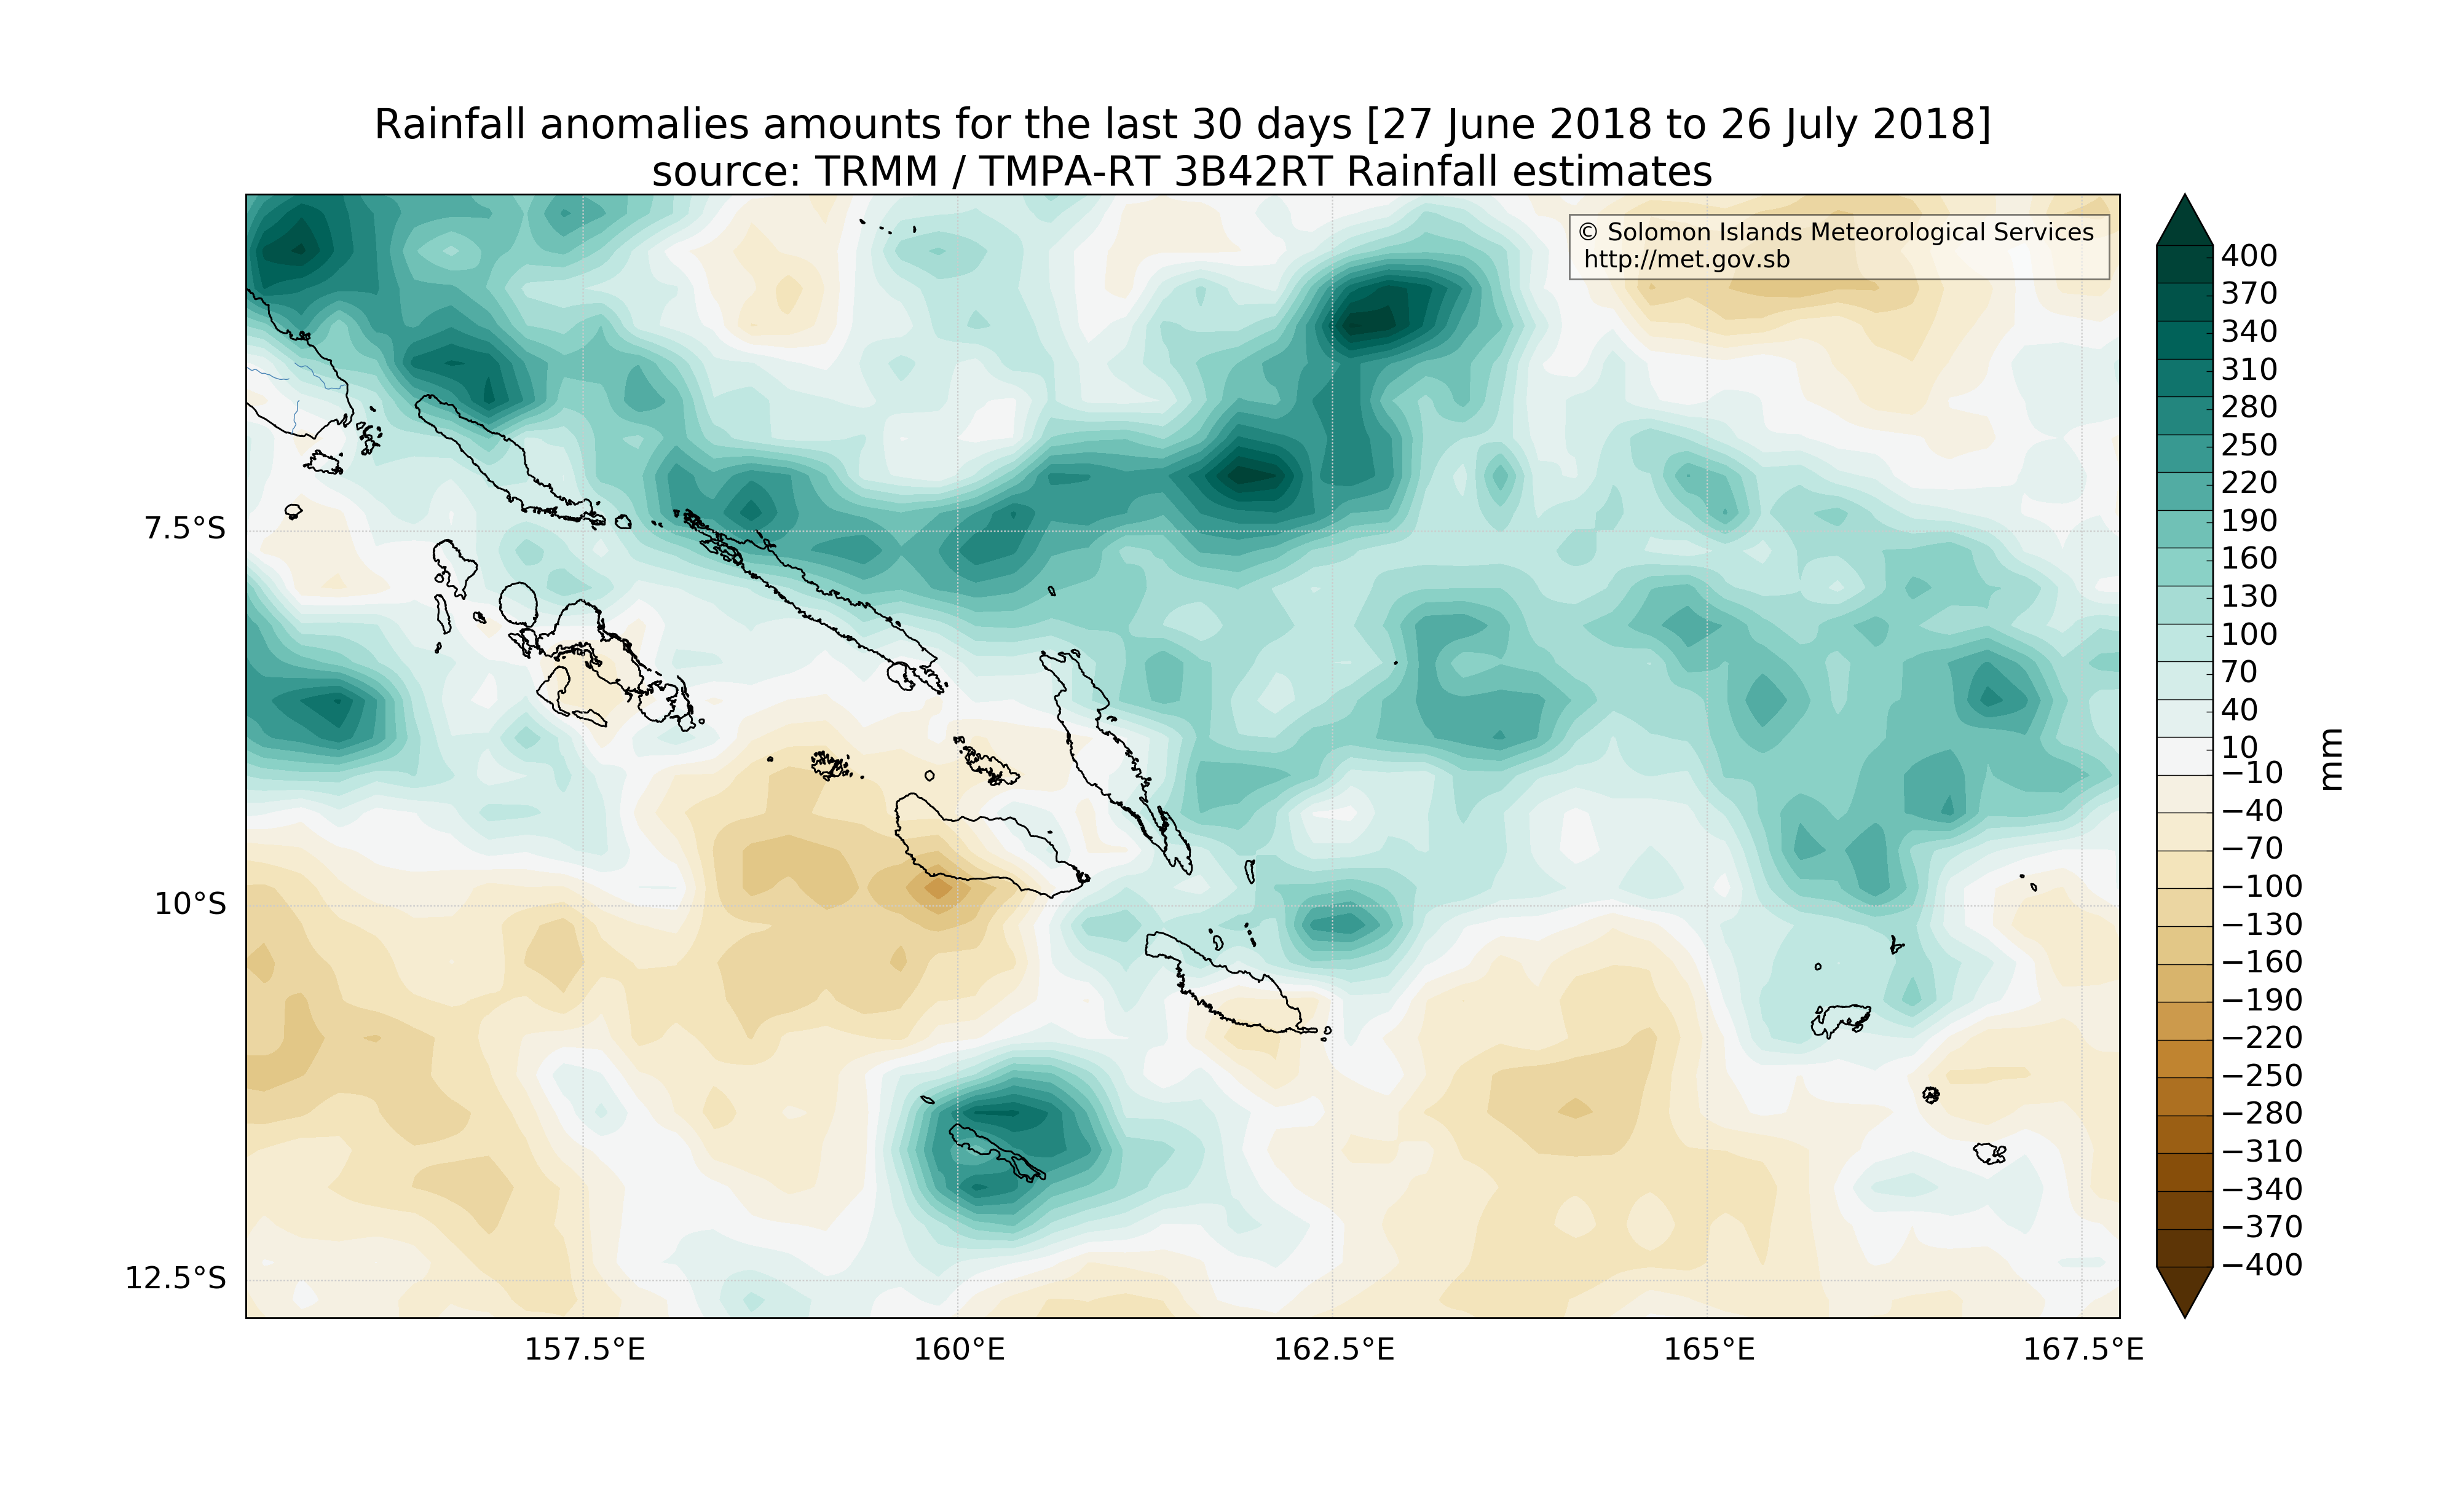 Rainfall anomalies amounts for the last 30 days [27 June 2018 to 26 July 2018]
source: TRMM / TMPA-RT 3B42RT Rainfall estimates
© Solomon Islands Meteorological Services
http://met.gov.sb
7.5°S
10°S
12.5°S
157.5°E
160°E
162.5°E
165°E
167.5°E
400
370
340
310
280
250
220
190
160
130
100
70
40
10
−10
−40
−70
−100
−130
−160
−190
−220
−250
−280
−310
−340
−370
−400
mm